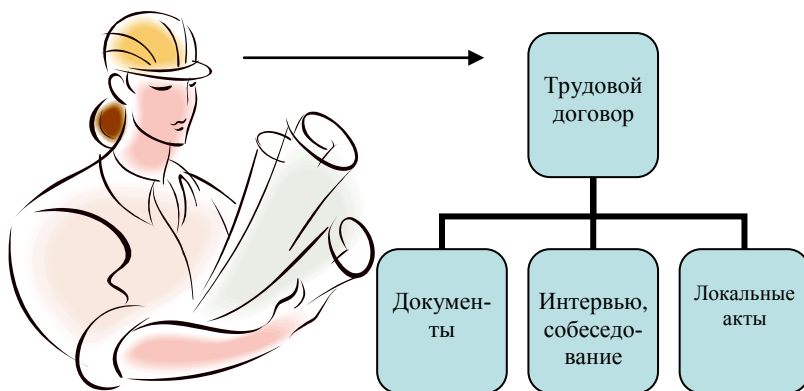 Трудовой
договор
Докумен-
ты
Интервью,
собеседо-
вание
Локальные
акты